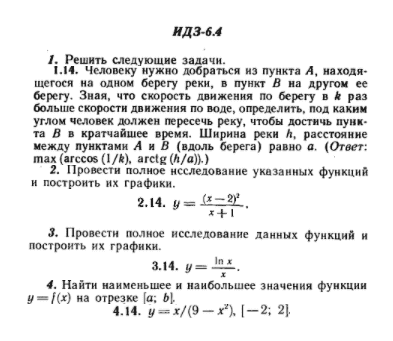 ИДЗ-6.4
1. Решить следующие задачи.
1.14. Человеку нужно добраться из пункта A, находя-
щегося на одном берегу реки, в пункт B на другом ее
берегу. Зная, что скорость движения по берегу в k раз
больше скорости движения по воде, определить, под каким
углом человек должен пересечь реку, чтобы достичь пунк-
та B в кратчайшее время. Ширина реки h, расстояние
между пунктами A и B (вдоль берега) равно a. (Ответ:
max (arccos (1/k), arctg (h/a)).)
2. Провести полное исследование указанных функций
и построить их графики.
2.14. y = (x − 2)²/(x + 1).
3. Провести полное исследование данных функций и
построить их графики.
3.14. y = ln x/x.
4. Найти наименьшее и наибольшее значения функции
y = f(x) на отрезке [a; b].
4.14. y = x/(9 − x²), [−2; 2].